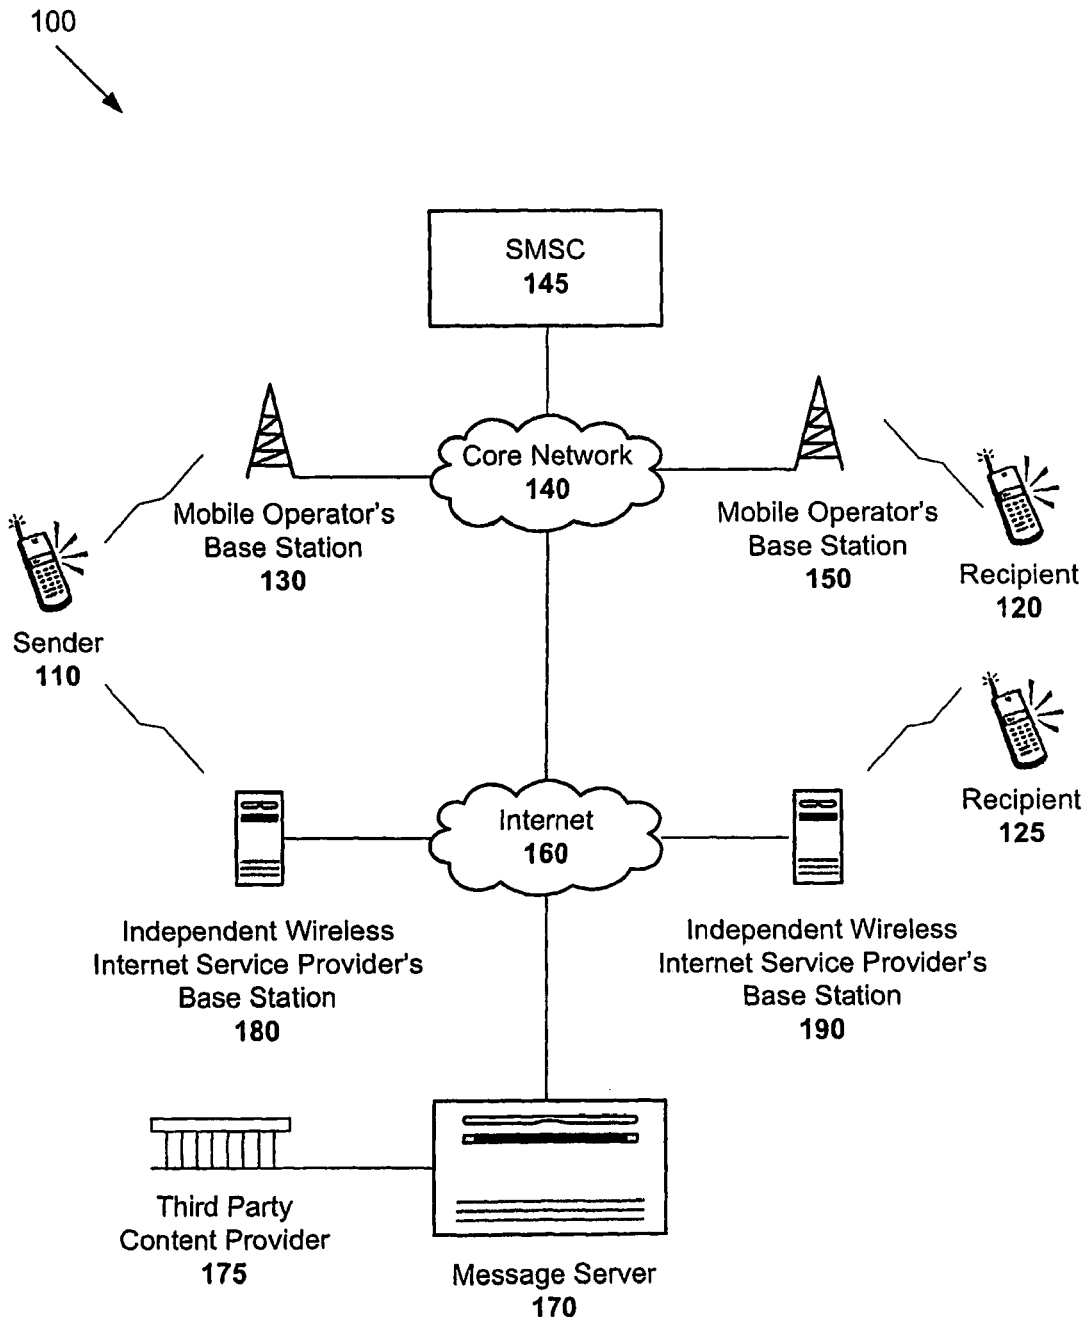 100
SMSC
145
Core Network
140
Mobile Operator's
Base Station
130
Mobile Operator's
Base Station
150
Sender
110
Recipient
120
Recipient
125
Internet
160
Independent Wireless
Internet Service Provider's
Base Station
180
Independent Wireless
Internet Service Provider's
Base Station
190
Third Party
Content Provider
175
Message Server
170